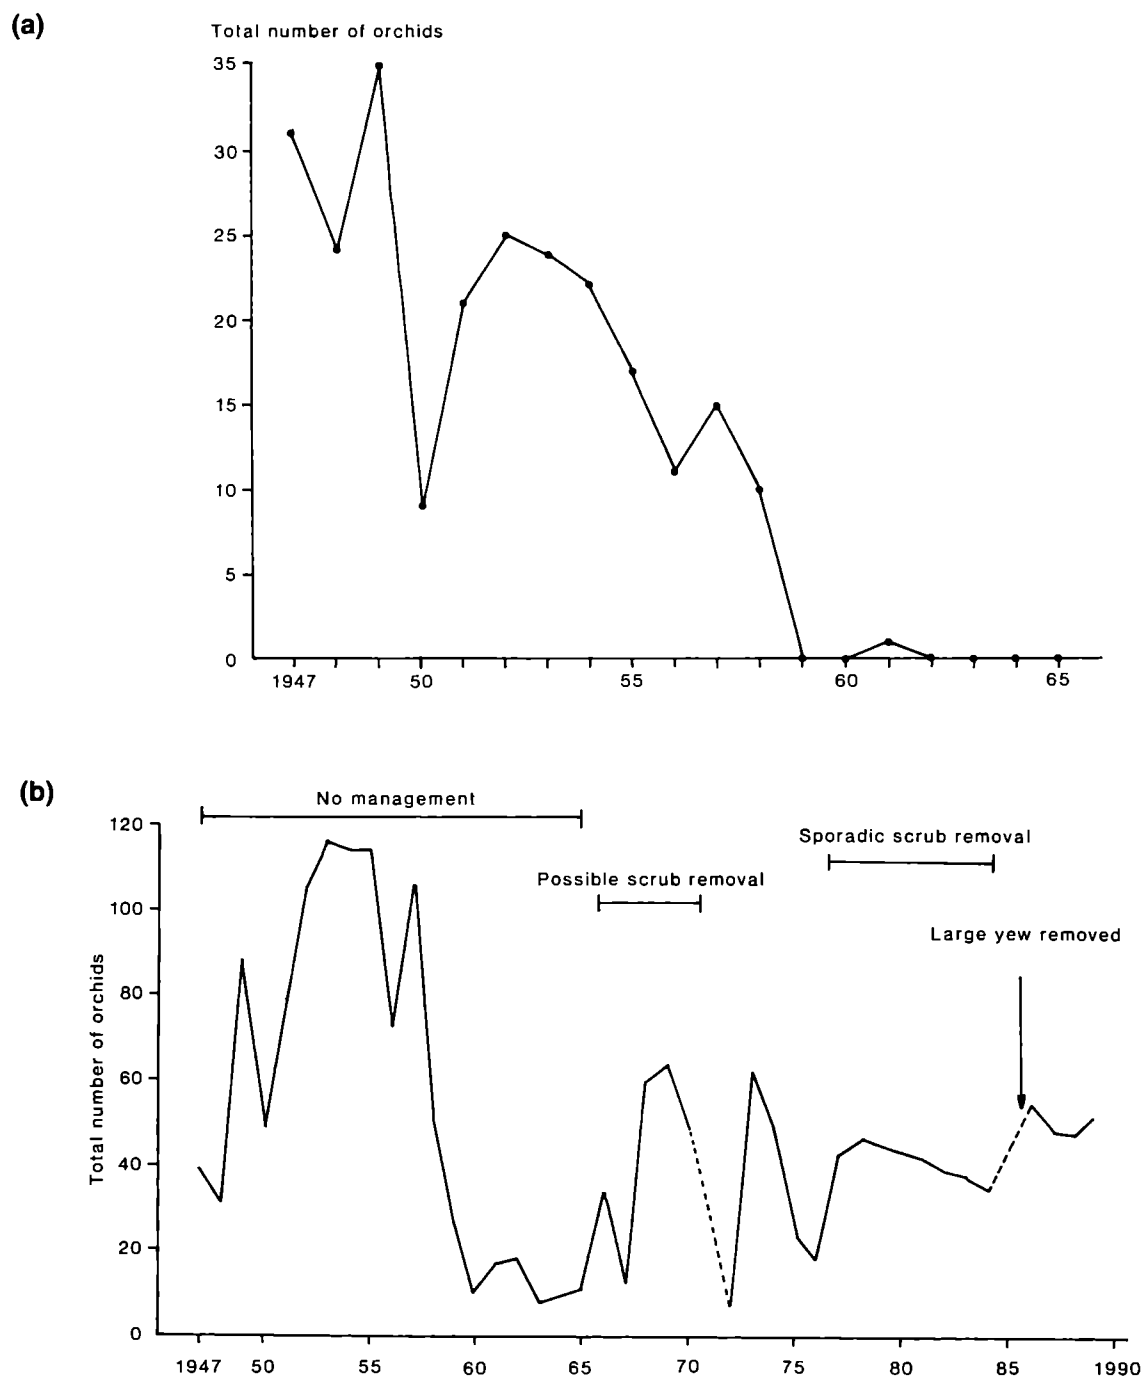 (a)
Total number of orchids
35
30
25
20
15
10
5
0
1947 50 55 60 65
(b)
No management
Sporadic scrub removal
Possible scrub removal
Large yew removed
Total number of orchids
120
100
80
60
40
20
0
1947 50 55 60 65 70 75 80 85 1990